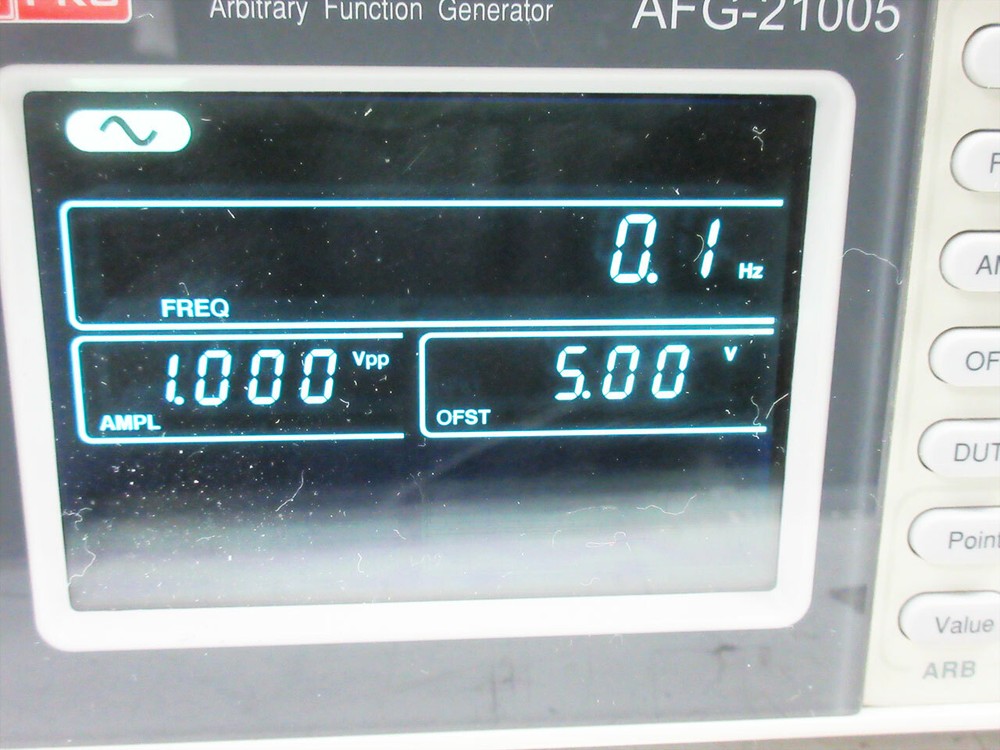 Arbitrary Function Generator
AFG-21005
0.1 Hz
FREQ
1.000 Vpp
AMPL
5.00 V
OFST
Point
Value
ARB